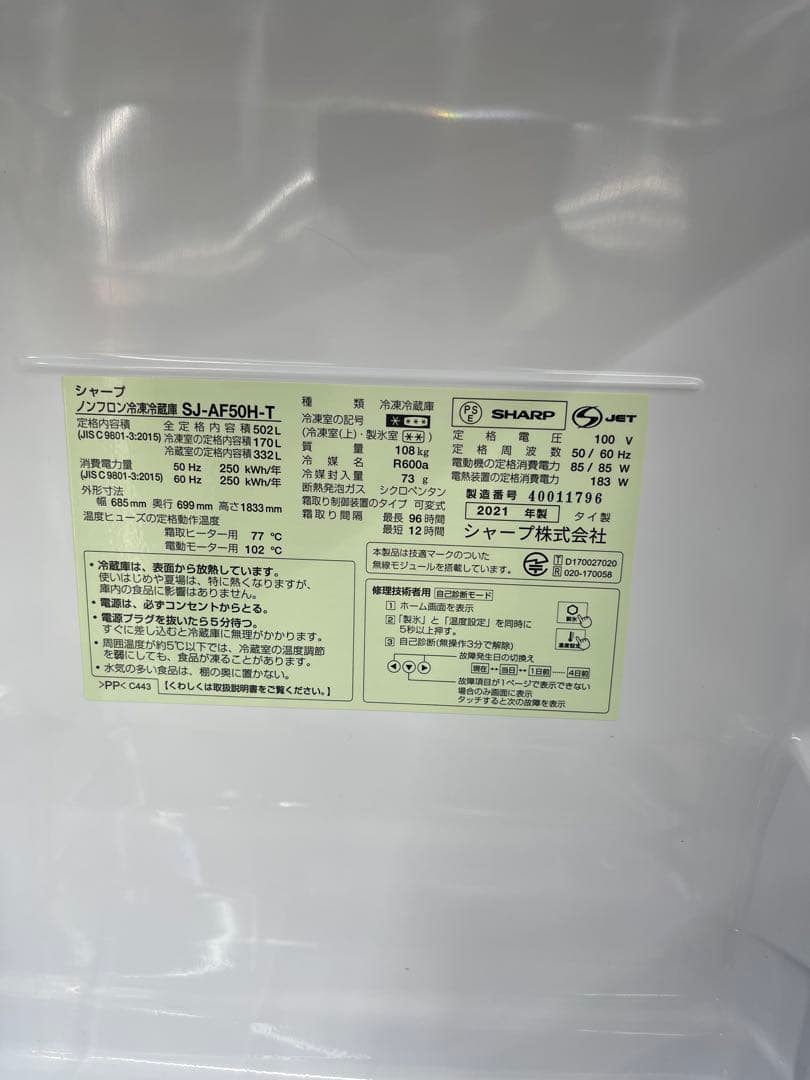 シャープ
ノンフロン冷凍冷蔵庫 SJ-AF50H-T
定格内容積 全定格内容積 502L
(JIS C 9801-3:2015) 冷凍室の定格内容積 170L
冷蔵室の定格内容積 332L
消費電力量 50 Hz 250 kWh/年
(JIS C 9801-3:2015) 60 Hz 250 kWh/年
外形寸法
幅 685mm 奥行 699mm 高さ1833mm
温度ヒューズの定格動作温度
霜取ヒーター用 77 ℃
電動モーター用 102 ℃
種類 冷凍冷蔵庫
冷凍室の記号
(冷凍室(上)・製氷室 )
質量 108kg
冷媒名 R600a
冷媒封入量 73 g
断熱発泡ガス シクロペンタン
霜取り制御装置のタイプ 可変式
霜取り間隔 最長 96時間
最短 12時間
PSE SHARP S JET
定格電圧 100 V
定格周波数 50/60 Hz
電動機の定格消費電力 85/85 W
電熱装置の定格消費電力 183 W
製造番号 40011796
2021 年製 タイ製
シャープ株式会社
本製品は技適マークのついた
無線モジュールを搭載しています。
T D170027020
R 020-170058
・冷蔵庫は、表面から放熱しています。
使いはじめや夏場は、特に熱くなりますが、
庫内の食品に影響はありません。
・電源は、必ずコンセントからとる。
・電源プラグを抜いたら5分待つ。
すぐに差し込むと冷蔵庫に無理がかかります。
・周囲温度が約5℃以下では、冷蔵室の温度調節
を弱にしても、食品が凍ることがあります。
・水気の多い食品は、棚の奥に置かない。
>PP< C443 【くわしくは取扱説明書をご覧ください。】
修理技術者用 自己診断モード
1 ホーム画面を表示
2 「製氷」と「温度設定」を同時に
5秒以上押す。
3 自己診断(無操作3分で解除)
製氷
温度設定
故障発生日の切換え
現在↔当日↔1日前……4日前
故障項目が1ページで表示できない
場合のみ画面に表示
タッチすると次の故障を表示